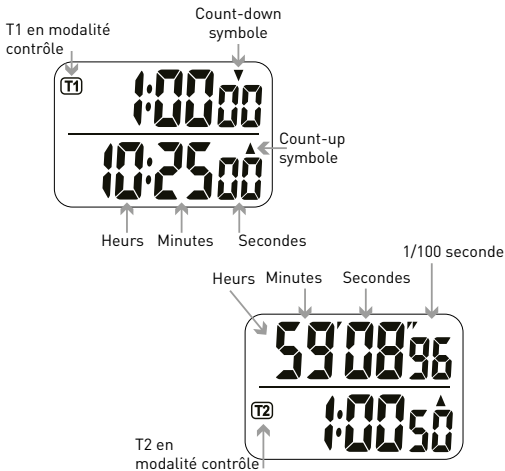 Count-down
symbole
T1 en modalité
contrôle
T1
1:00 00
10:25 00
Count-up
symbole
Heurs Minutes Secondes
1/100 seconde
Heurs Minutes Secondes
59'08"96
T2
1:00 50
T2 en
modalité contrôle